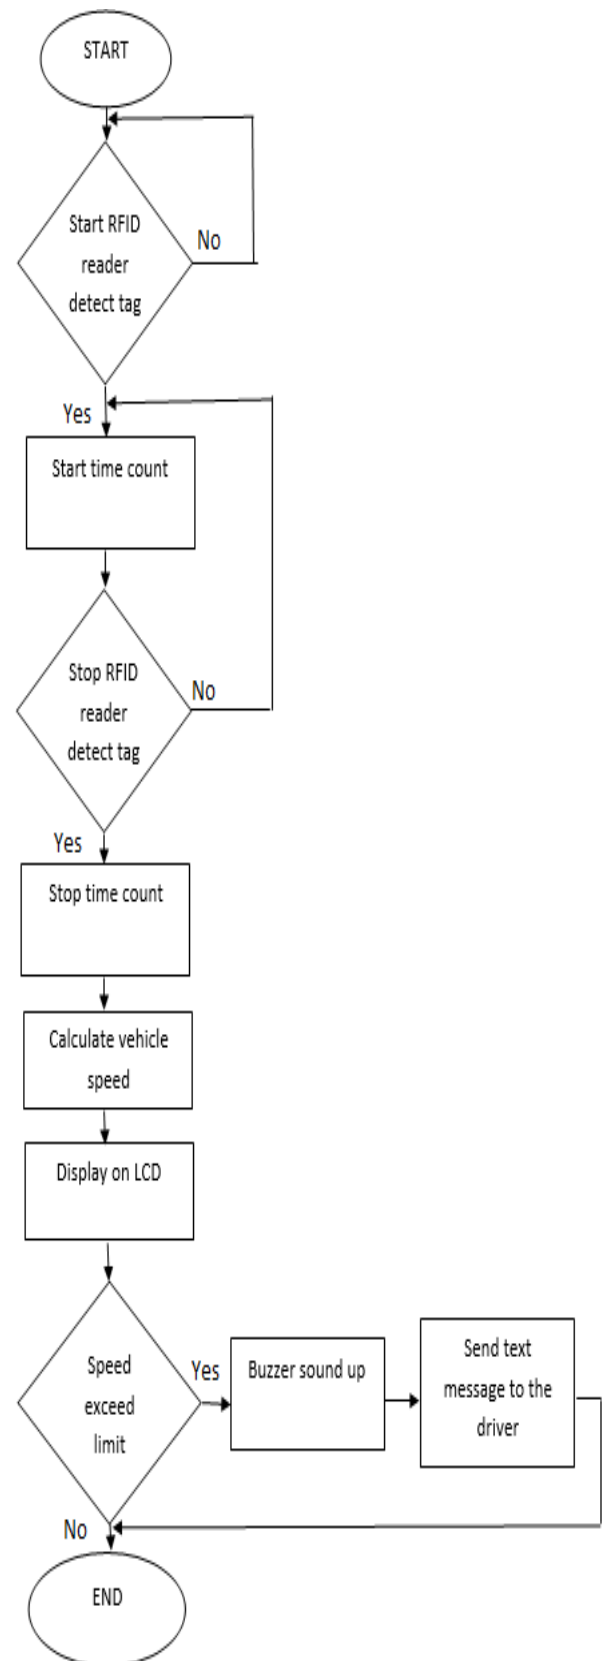 START
Start RFID
reader
detect tag
No
Yes
Start time count
Stop RFID
reader
detect tag
No
Yes
Stop time count
Calculate vehicle
speed
Display on LCD
Speed
exceed
limit
Yes
Buzzer sound up
Send text
message to the
driver
No
END